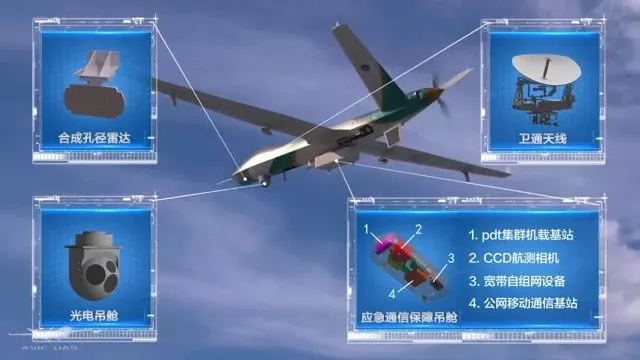 合成孔径雷达
卫通天线
光电吊舱
1
2
3
4
应急通信保障吊舱
1. pdt集群机载基站
2. CCD航测相机
3. 宽带自组网设备
4. 公网移动通信基站
AVIC UAS